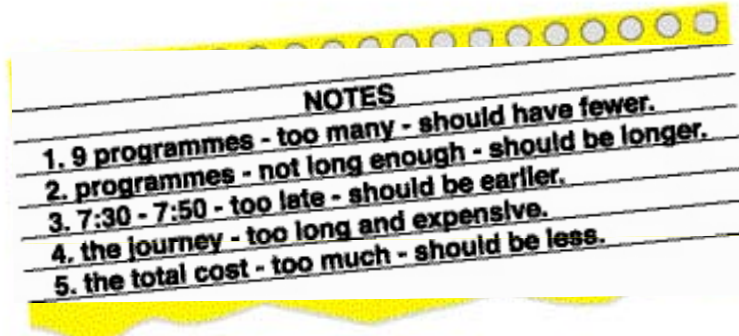 NOTES
1. 9 programmes - too many - should have fewer.
2. programmes - not long enough - should be longer.
3. 7:30 - 7:50 - too late - should be earlier.
4. the journey - too long and expensive.
5. the total cost - too much - should be less.